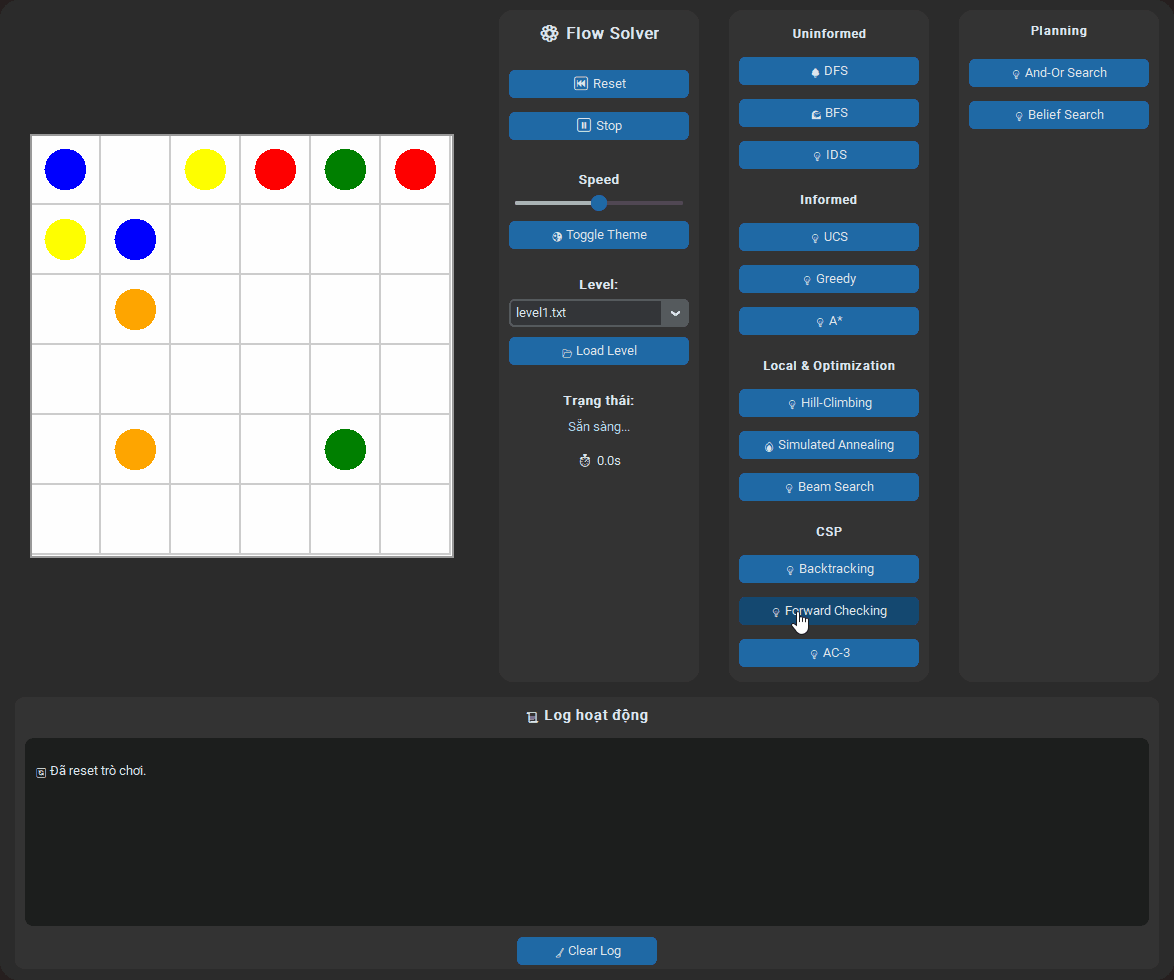 Flow Solver
Reset
Stop
Speed
Toggle Theme
Level:
level1.txt
Load Level
Trạng thái:
Sẵn sàng...
0.0s
Uninformed
DFS
BFS
IDS
Informed
UCS
Greedy
A*
Local & Optimization
Hill-Climbing
Simulated Annealing
Beam Search
CSP
Backtracking
Forward Checking
AC-3
Planning
And-Or Search
Belief Search
Log hoạt động
Đã reset trò chơi.
Clear Log